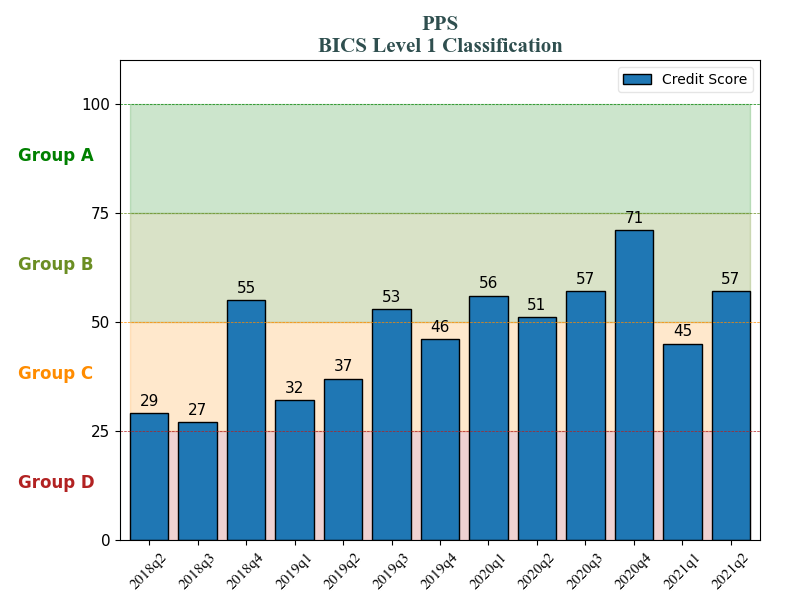 PPS
BICS Level 1 Classification
Credit Score
100
Group A
75
71
Group B
57
57
56
55
53
51
50
46
45
Group C
37
32
29
27
25
Group D
0
2018q2
2018q3
2018q4
2019q1
2019q2
2019q3
2019q4
2020q1
2020q2
2020q3
2020q4
2021q1
2021q2